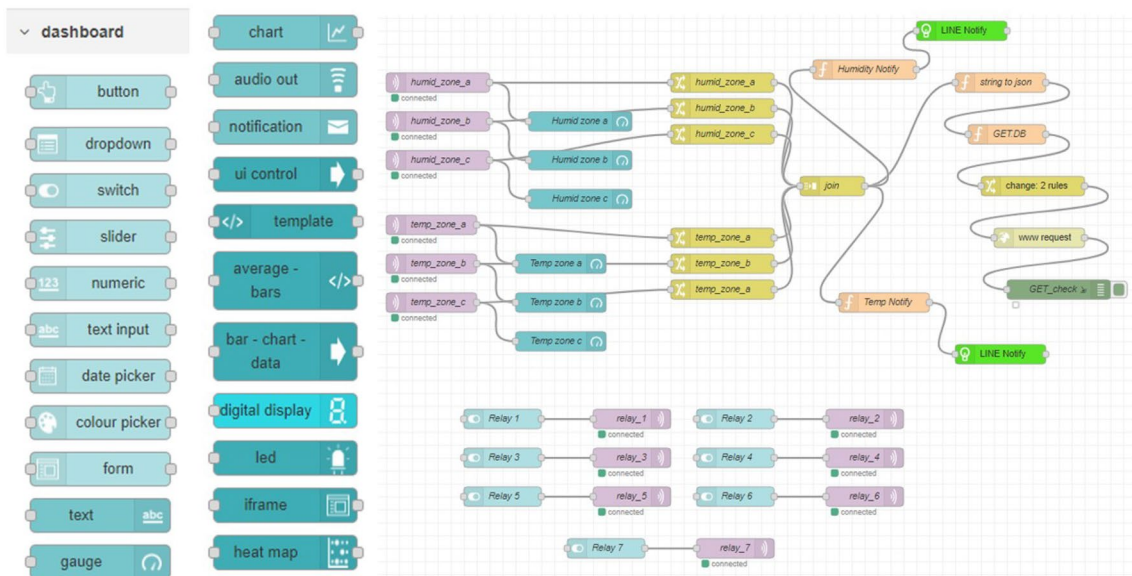 dashboard
button
dropdown
switch
slider
123
numeric
abc
text input
date picker
colour picker
form
text
abc
gauge
chart
audio out
notification
ui control
</>
template
average -
bars
</>
bar - chart -
data
digital display
led
iframe
heat map
humid_zone_a
connected
humid_zone_b
connected
humid_zone_c
connected
Humid zone a
Humid zone b
Humid zone c
temp_zone_a
connected
temp_zone_b
connected
temp_zone_c
connected
Temp zone a
Temp zone b
Temp zone c
humid_zone_a
humid_zone_b
humid_zone_c
temp_zone_a
temp_zone_b
temp_zone_a
join
LINE Notify
Humidity Notify
string to json
GET.DB
change: 2 rules
www request
GET_check
Temp Notify
LINE Notify
Relay 1
relay_1
connected
Relay 2
relay_2
connected
Relay 3
relay_3
connected
Relay 4
relay_4
connected
Relay 5
relay_5
connected
Relay 6
relay_6
connected
Relay 7
relay_7
connected